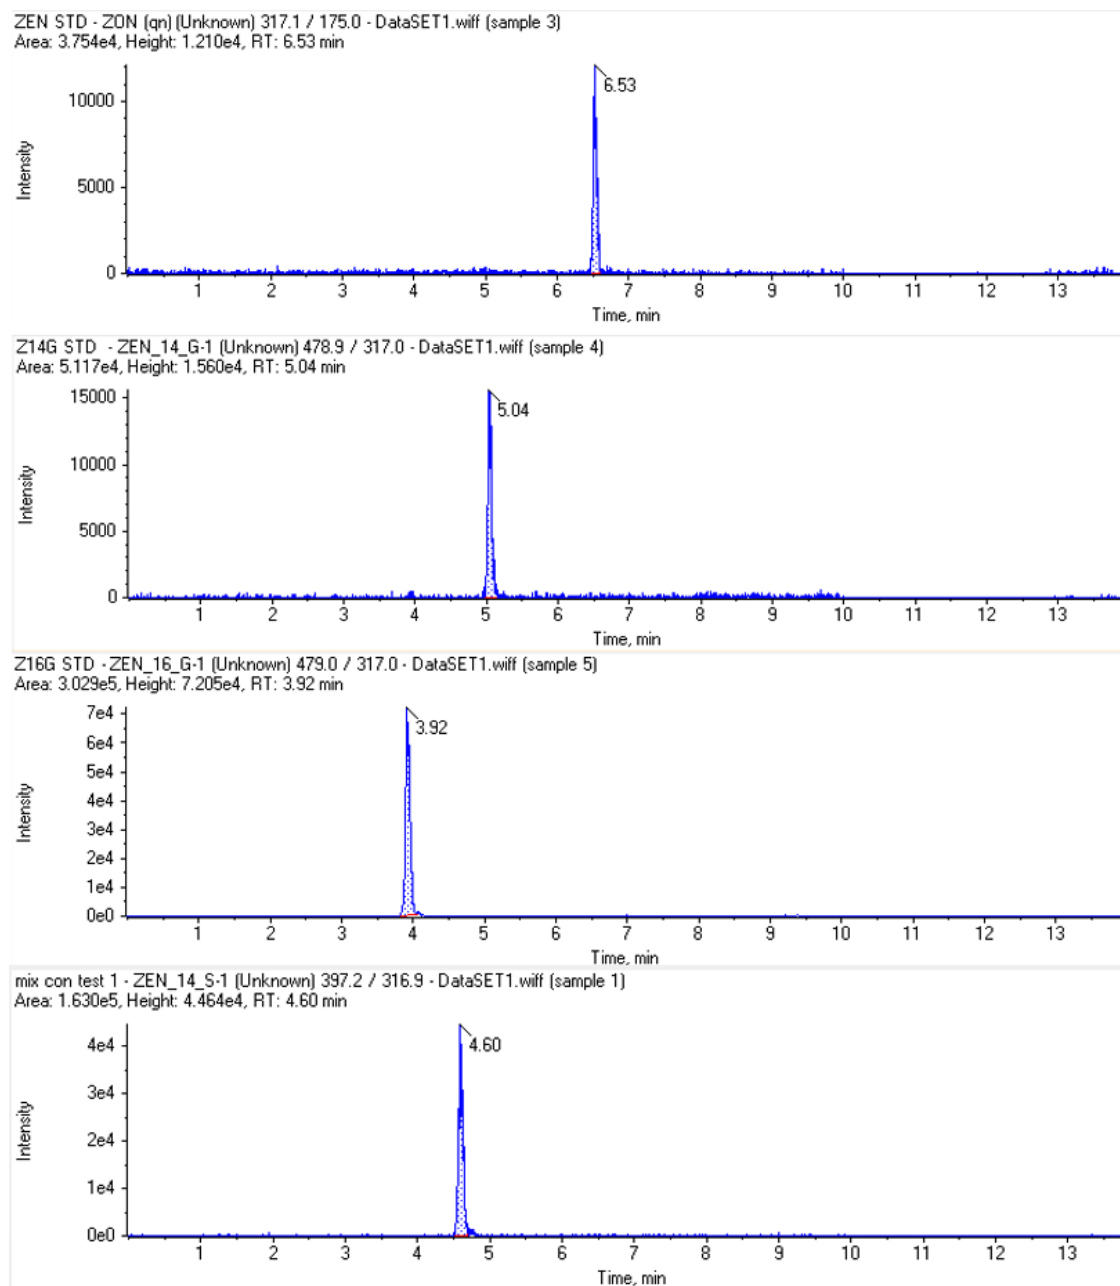 ZEN STD - ZON (qn) (Unknown) 317.1 / 175.0 - DataSET1.wiff (sample 3)
Area: 3.754e4, Height: 1.210e4, RT: 6.53 min
6.53
10000
5000
0
Intensity
1 2 3 4 5 6 7 8 9 10 11 12 13
Time, min
Z14G STD - ZEN_14_G-1 (Unknown) 478.9 / 317.0 - DataSET1.wiff (sample 4)
Area: 5.117e4, Height: 1.560e4, RT: 5.04 min
15000
5.04
10000
5000
0
Intensity
1 2 3 4 5 6 7 8 9 10 11 12 13
Time, min
Z16G STD - ZEN_16_G-1 (Unknown) 479.0 / 317.0 - DataSET1.wiff (sample 5)
Area: 3.029e5, Height: 7.205e4, RT: 3.92 min
7e4
3.92
6e4
5e4
4e4
3e4
2e4
1e4
0e0
Intensity
1 2 3 4 5 6 7 8 9 10 11 12 13
Time, min
mix con test 1 - ZEN_14_S-1 (Unknown) 397.2 / 316.9 - DataSET1.wiff (sample 1)
Area: 1.630e5, Height: 4.464e4, RT: 4.60 min
4e4
4.60
3e4
2e4
1e4
0e0
Intensity
1 2 3 4 5 6 7 8 9 10 11 12 13
Time, min